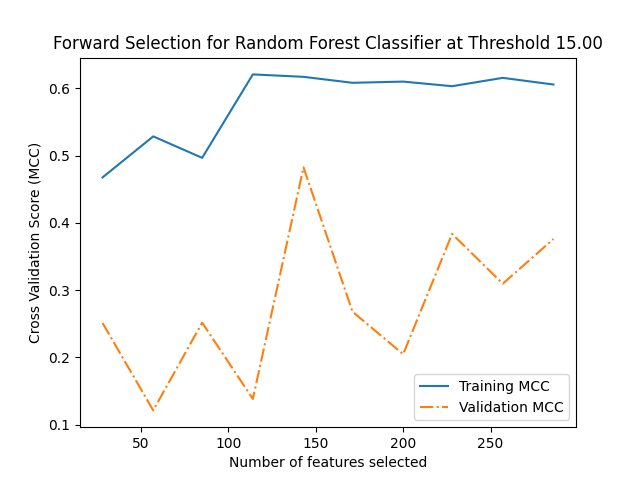 Forward Selection for Random Forest Classifier at Threshold 15.00
Cross Validation Score (MCC)
0.6
0.5
0.4
0.3
0.2
0.1
50 100 150 200 250
Number of features selected
Training MCC
Validation MCC